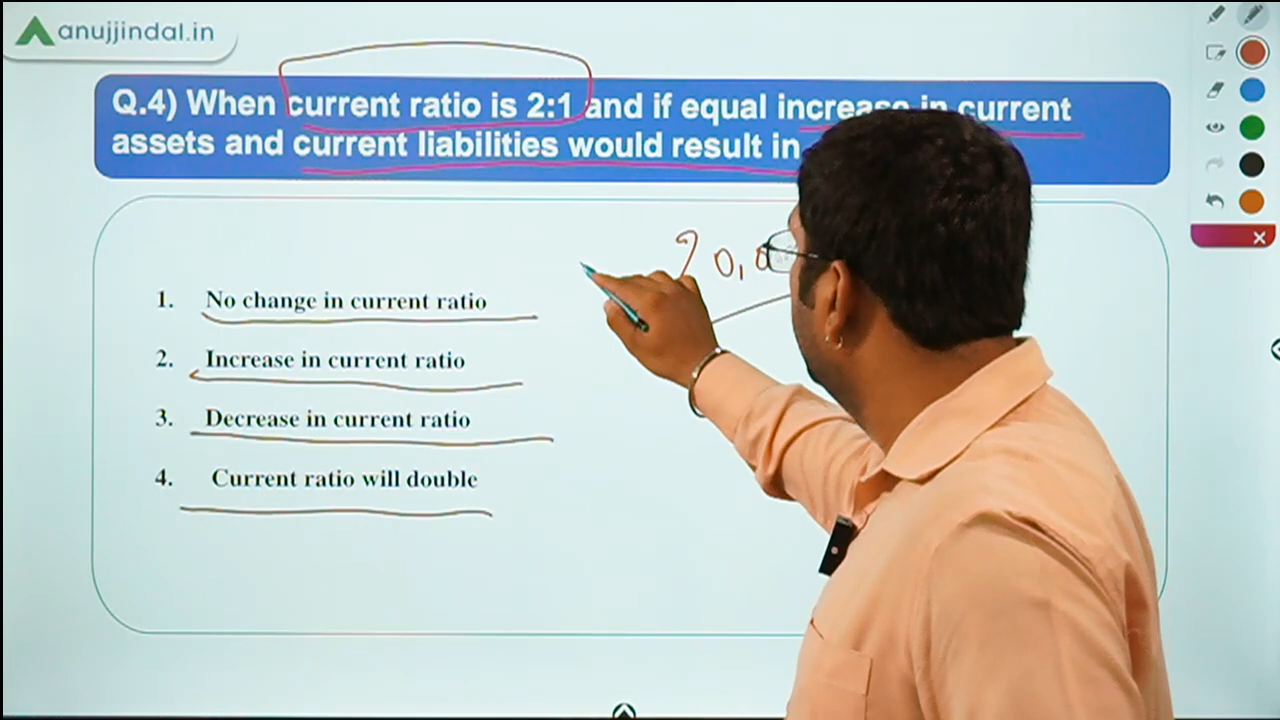 anujjindal.in
Q.4) When current ratio is 2:1 and if equal increase in current
assets and current liabilities would result in
1. No change in current ratio
2. Increase in current ratio
3. Decrease in current ratio
4. Current ratio will double